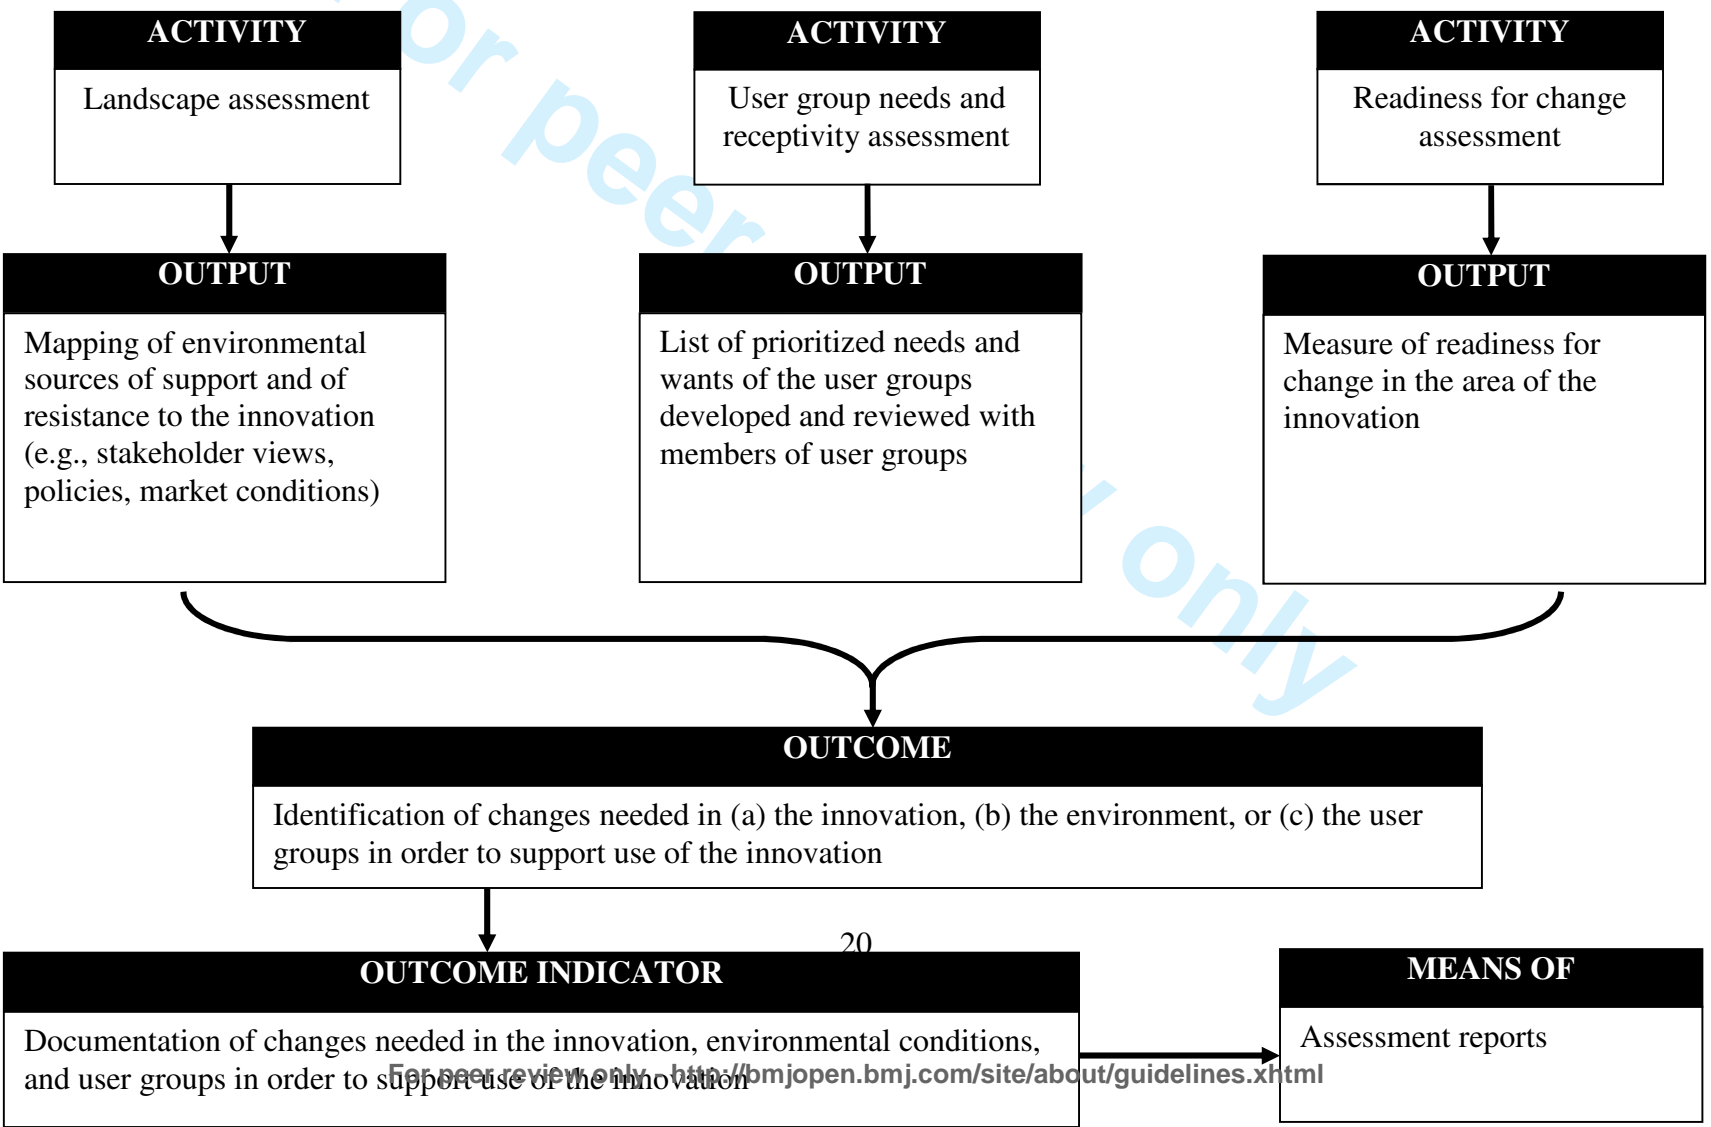 ACTIVITY
Landscape assessment
ACTIVITY
User group needs and
receptivity assessment
ACTIVITY
Readiness for change
assessment
OUTPUT
Mapping of environmental
sources of support and of
resistance to the innovation
(e.g., stakeholder views,
policies, market conditions)
OUTPUT
List of prioritized needs and
wants of the user groups
developed and reviewed with
members of user groups
OUTPUT
Measure of readiness for
change in the area of the
innovation
OUTCOME
Identification of changes needed in (a) the innovation, (b) the environment, or (c) the user
groups in order to support use of the innovation
20
OUTCOME INDICATOR
Documentation of changes needed in the innovation, environmental conditions,
and user groups in order to support use of the innovation
MEANS OF
Assessment reports
For peer review only - http://bmjopen.bmj.com/site/about/guidelines.xhtml
or peer
only